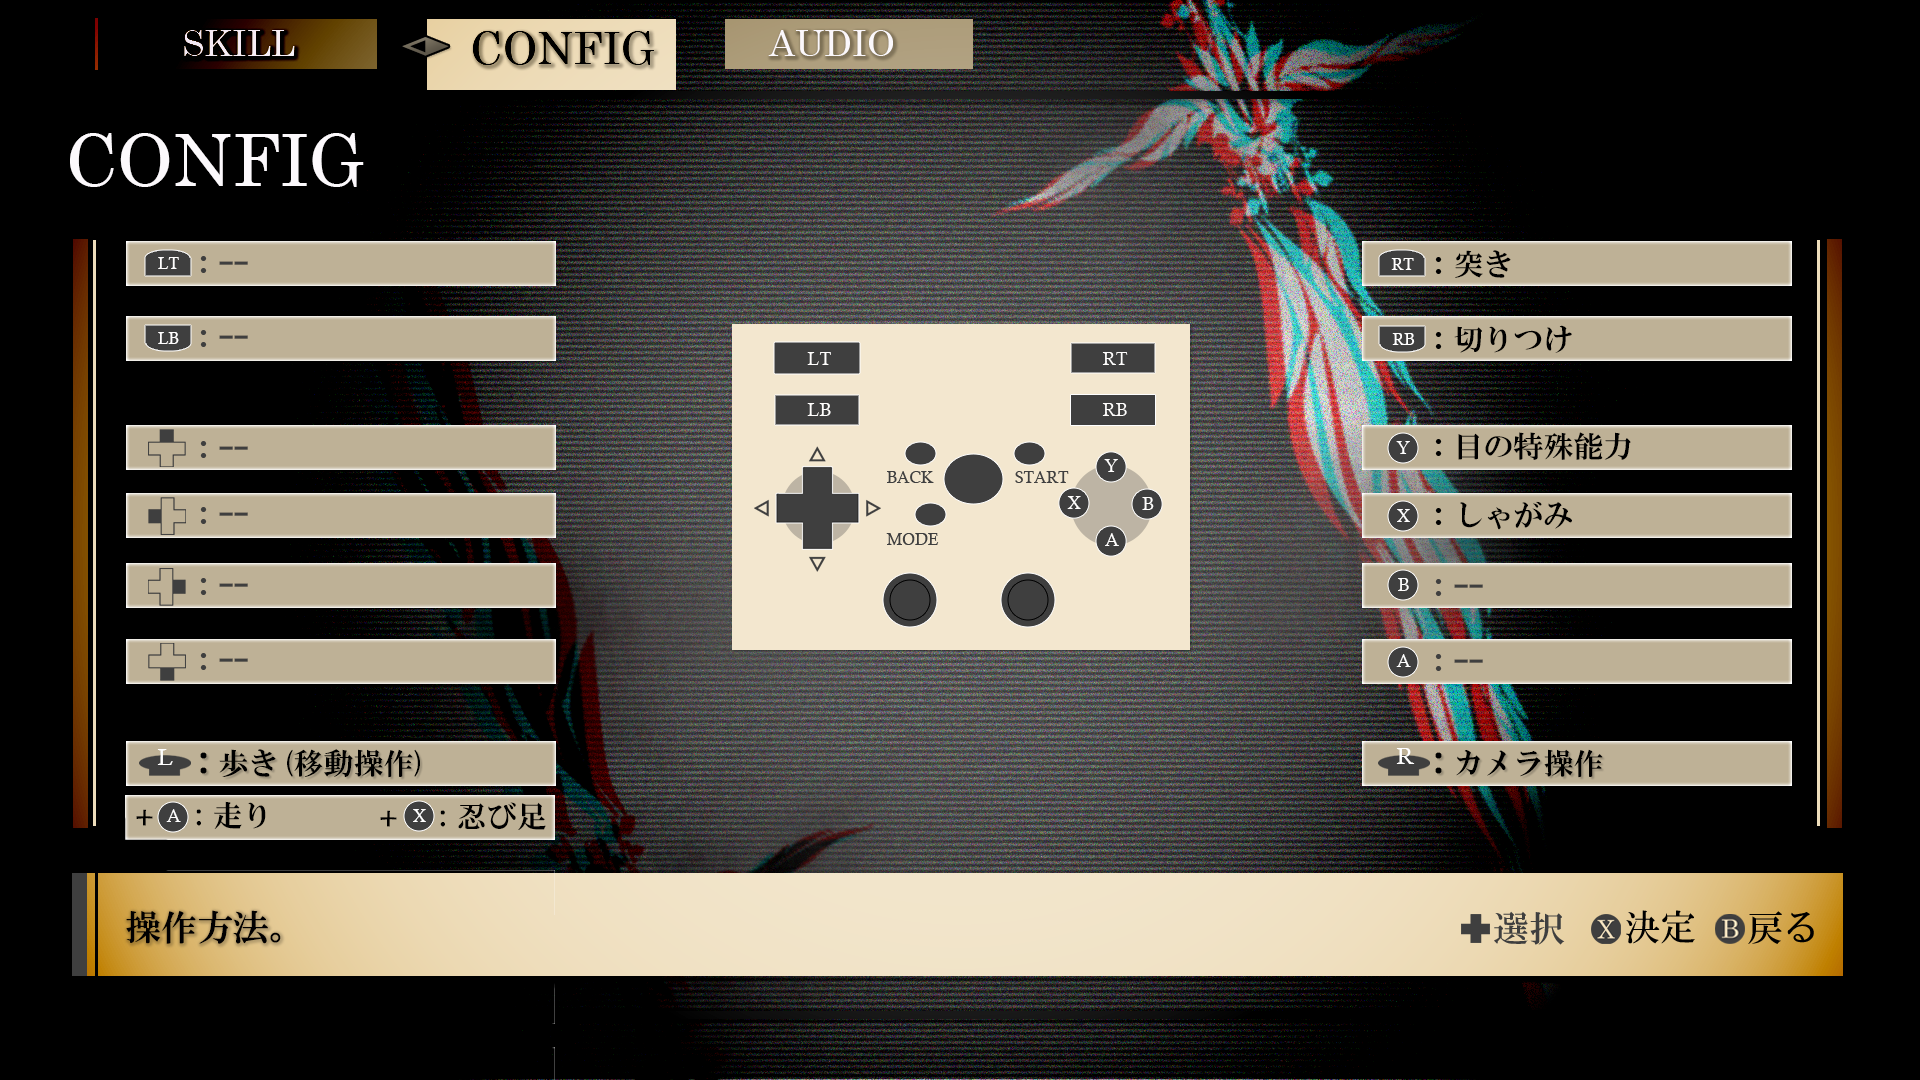 SKILL
CONFIG
AUDIO
CONFIG
LT : --
LB : --
: --
: --
: --
: --
L : 歩き (移動操作)
+ A : 走り
+ X : 忍び足
LT
RT
LB
RB
BACK
START
MODE
Y
X
B
A
RT : 突き
RB : 切りつけ
Y : 目の特殊能力
X : しゃがみ
B : --
A : --
R : カメラ操作
操作方法。
選択 X決定 B戻る